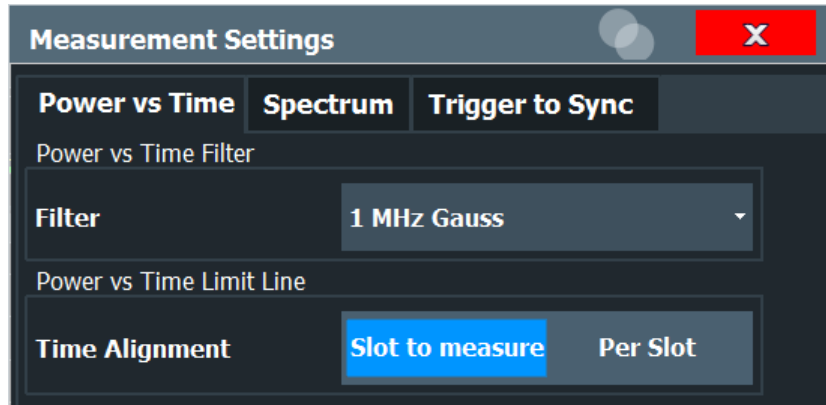 Measurement Settings X
Power vs Time Spectrum Trigger to Sync
Power vs Time Filter
Filter 1 MHz Gauss
Power vs Time Limit Line
Time Alignment Slot to measure Per Slot